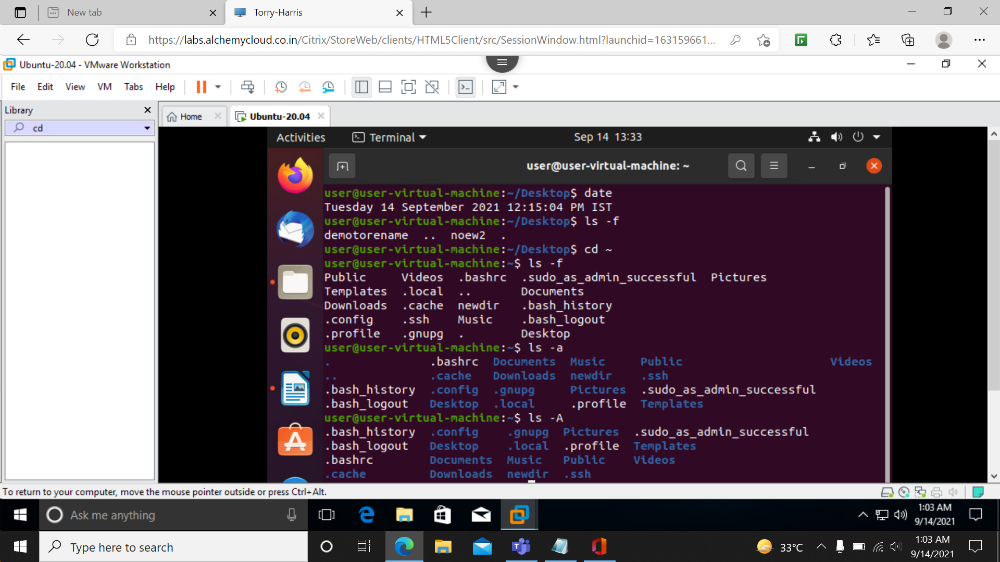 New tab
Torry-Harris
https://labs.alchemycloud.co.in/Citrix/StoreWeb/clients/HTML5Client/src/SessionWindow.html?launchid=163159661...
Ubuntu-20.04 - VMware Workstation
File Edit View VM Tabs Help
Library
cd
Home
Ubuntu-20.04
Activities Terminal Sep 14 13:33
user@user-virtual-machine: ~
user@user-virtual-machine:~/Desktop$ date
Tuesday 14 September 2021 12:15:04 PM IST
user@user-virtual-machine:~/Desktop$ ls -f
demotorename .. noew2 .
user@user-virtual-machine:~/Desktop$ cd ~
user@user-virtual-machine:~$ ls -f
Public Videos .bashrc .sudo_as_admin_successful Pictures
Templates .local .. Documents
Downloads .cache newdir .bash_history
.config .ssh Music .bash_logout
.profile .gnupg . Desktop
user@user-virtual-machine:~$ ls -a
. .bashrc Documents Music Public Videos
.. .cache Downloads newdir .ssh
.bash_history .config .gnupg Pictures .sudo_as_admin_successful
.bash_logout Desktop .local .profile Templates
user@user-virtual-machine:~$ ls -A
.bash_history .config .gnupg Pictures .sudo_as_admin_successful
.bash_logout Desktop .local .profile Templates
.bashrc Documents Music Public Videos
.cache Downloads newdir .ssh
To return to your computer, move the mouse pointer outside or press Ctrl+Alt.
Ask me anything
1:03 AM
9/14/2021
Type here to search
33°C
1:03 AM
9/14/2021